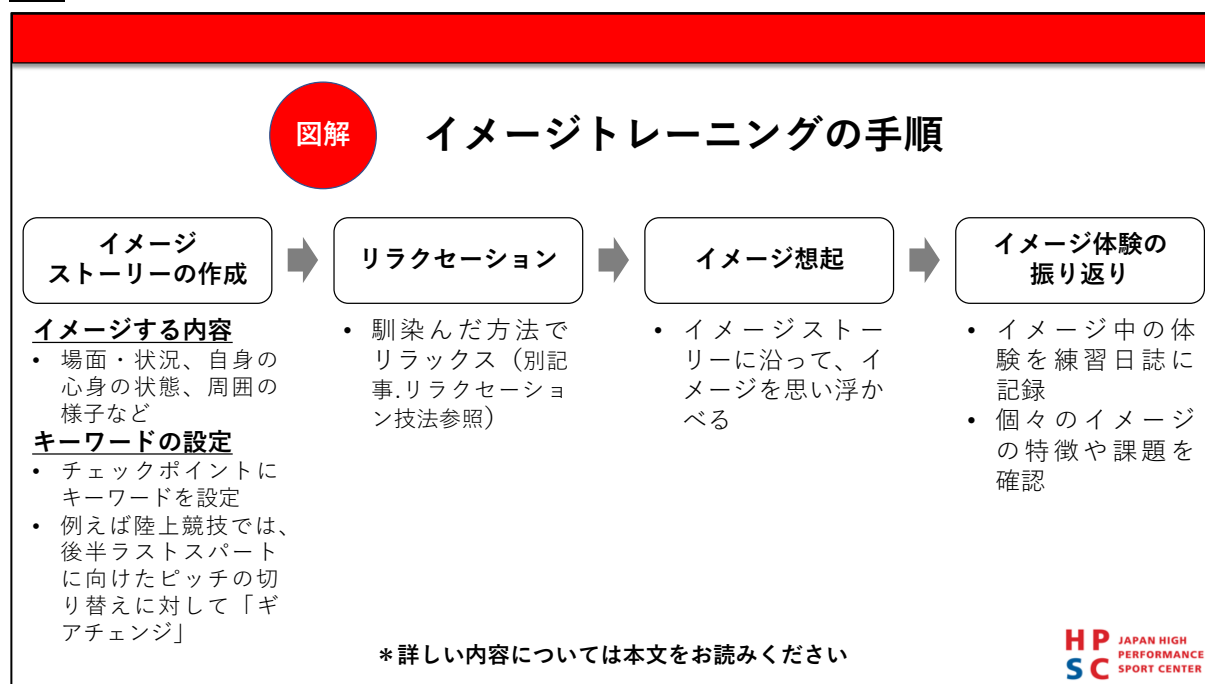 図解
イメージトレーニングの手順
イメージ
ストーリーの作成
イメージする内容
• 場面・状況、自身の
心身の状態、周囲の
様子など
キーワードの設定
• チェックポイントに
キーワードを設定
• 例えば陸上競技では、
後半ラストスパート
に向けたピッチの切
り替えに対して「ギ
アチェンジ」
リラクセーション
• 馴染んだ方法で
リラックス（別記
事.リラクセーショ
ン技法参照）
イメージ想起
• イメージストー
リーに沿って、イ
メージを思い浮か
べる
イメージ体験の
振り返り
• イメージ中の体
験を練習日誌に
記録
• 個々のイメージ
の特徴や課題を
確認
＊詳しい内容については本文をお読みください
HP
SC
JAPAN HIGH
PERFORMANCE
SPORT CENTER